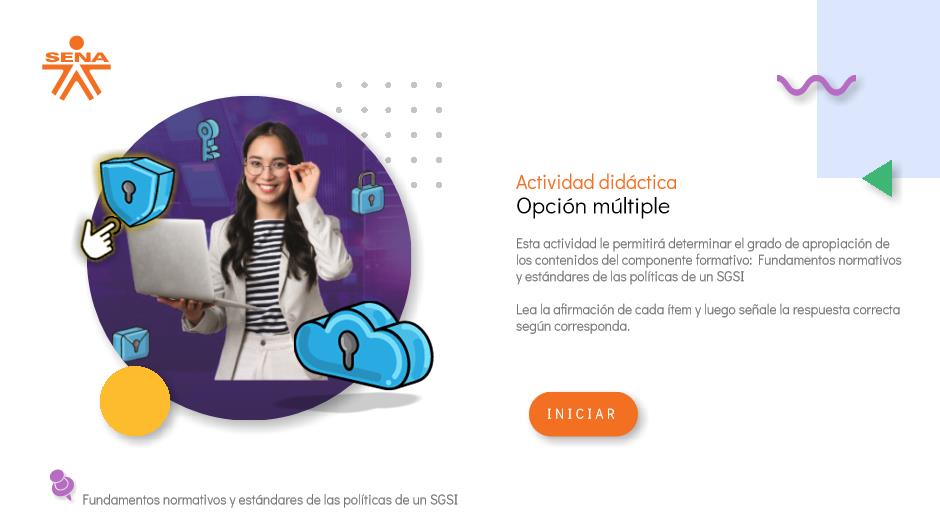 SENA
Actividad didáctica
Opción múltiple
Esta actividad le permitirá determinar el grado de apropiación de
los contenidos del componente formativo: Fundamentos normativos
y estándares de las políticas de un SGSI
Lea la afirmación de cada ítem y luego señale la respuesta correcta
según corresponda.
INICIAR
Fundamentos normativos y estándares de las políticas de un SGSI